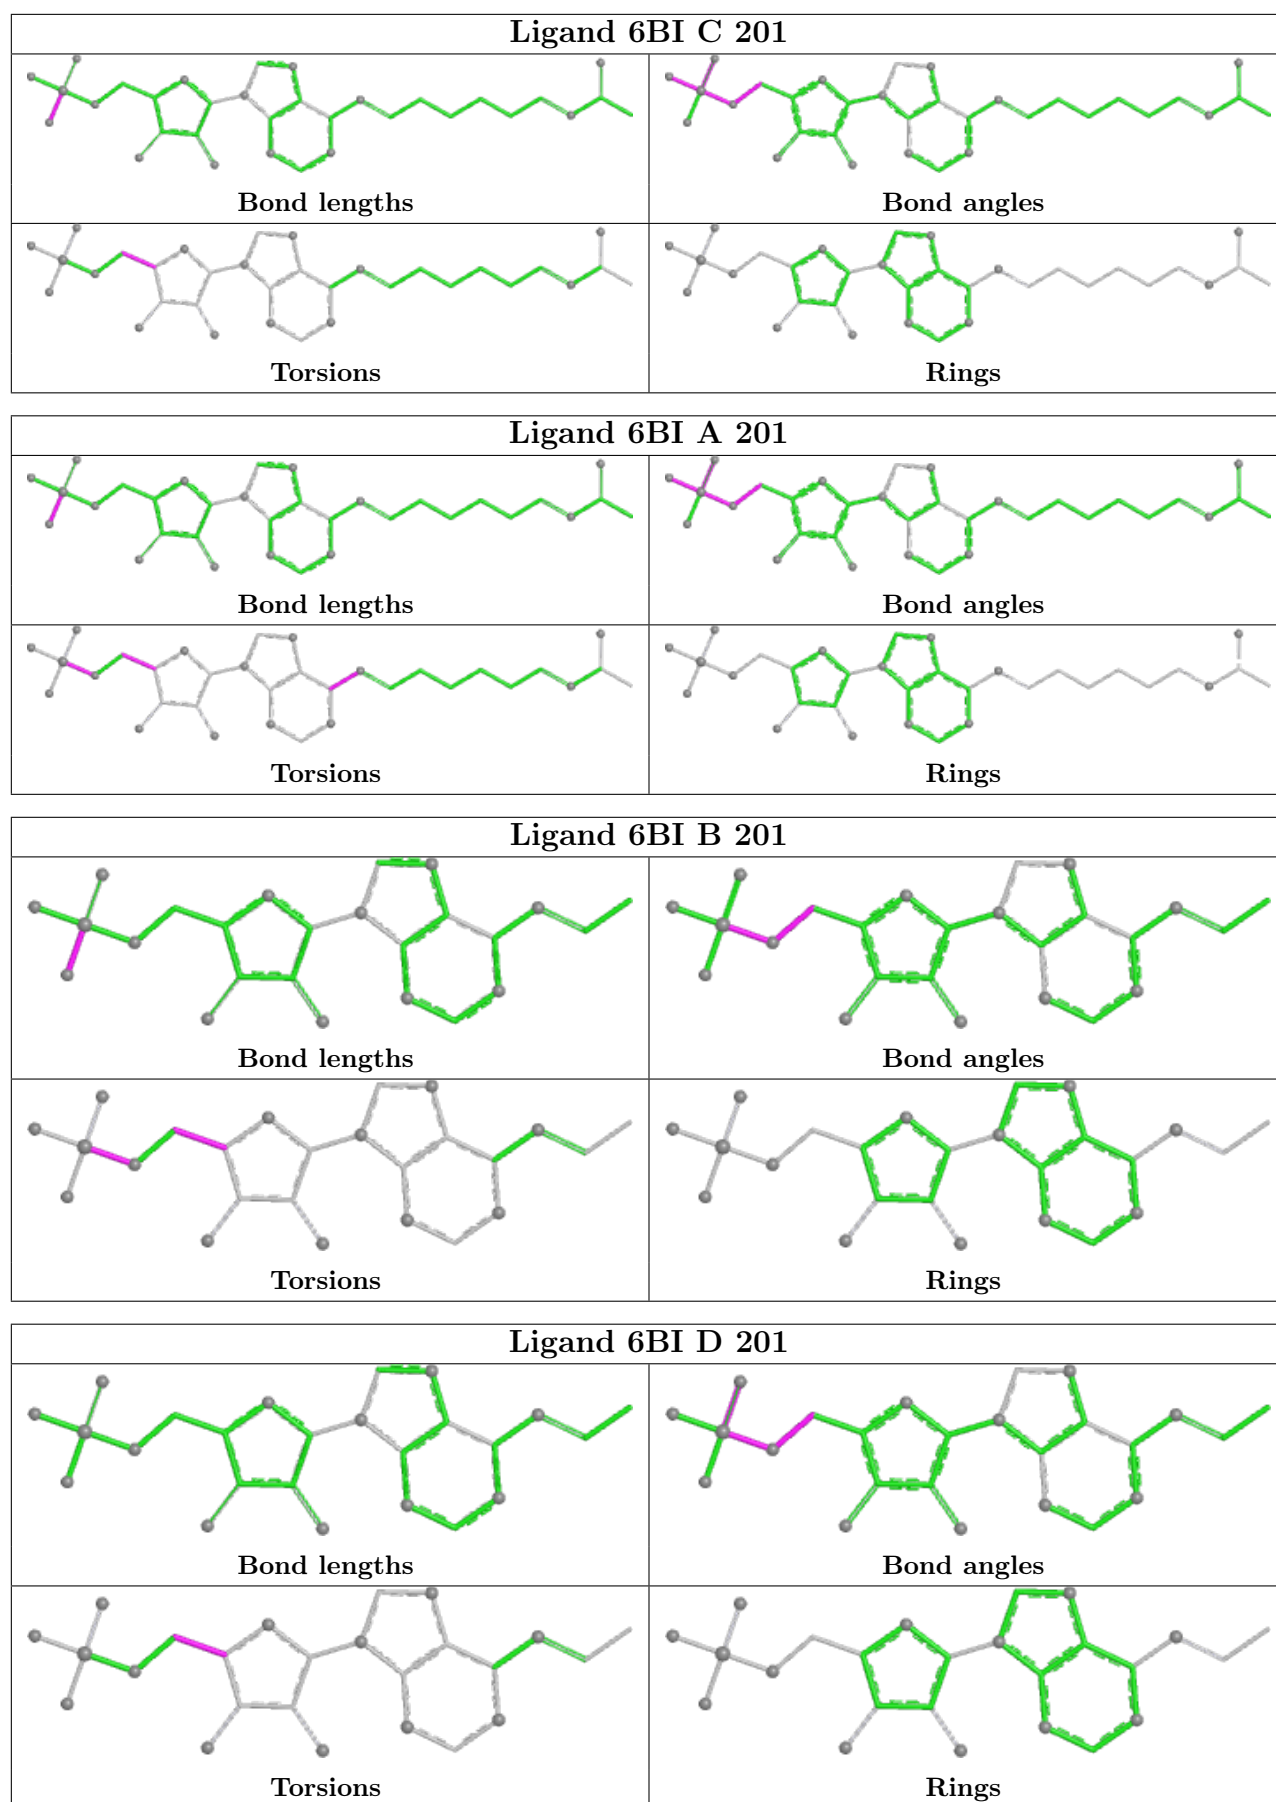 Ligand 6BI C 201
Bond lengths
Bond angles
Torsions
Rings
Ligand 6BI A 201
Bond lengths
Bond angles
Torsions
Rings
Ligand 6BI B 201
Bond lengths
Bond angles
Torsions
Rings
Ligand 6BI D 201
Bond lengths
Bond angles
Torsions
Rings